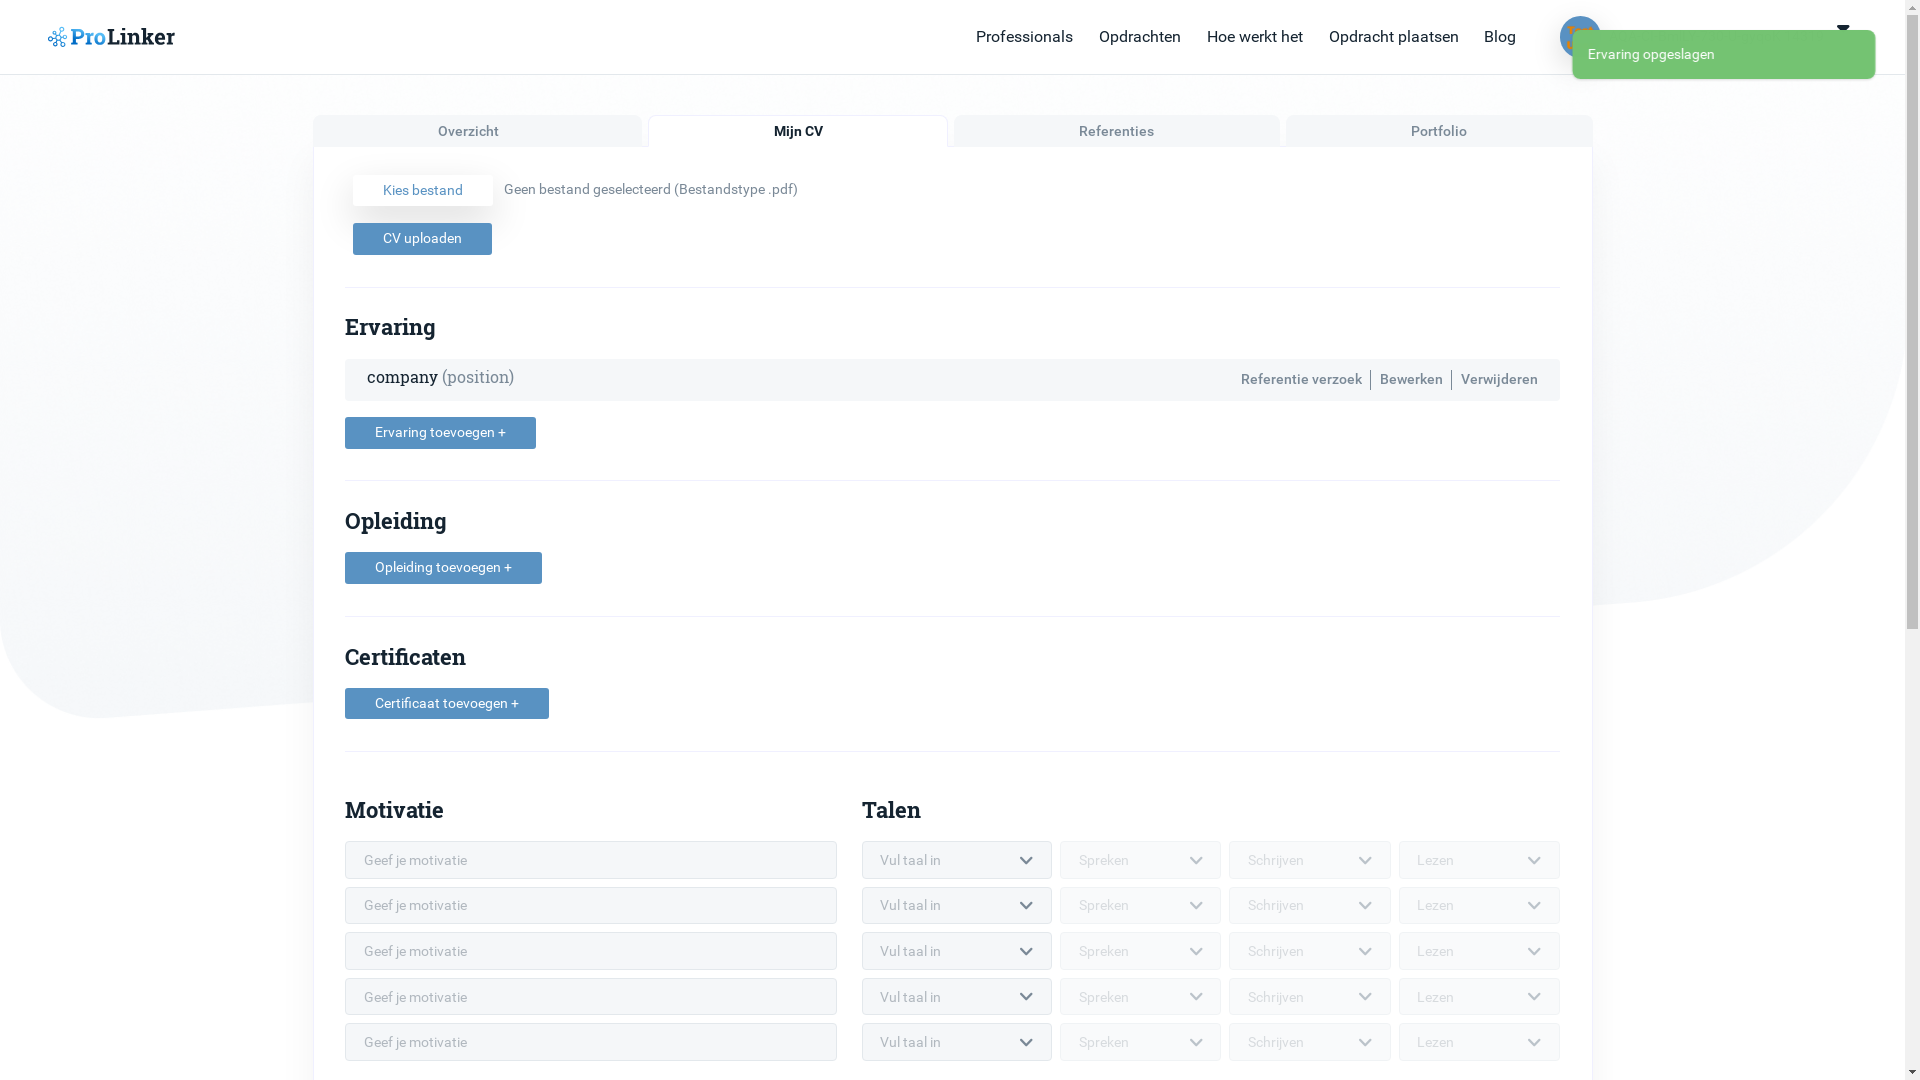 ProLinker
Professionals Opdrachten Hoe werkt het Opdracht plaatsen Blog
Ervaring opgeslagen
Overzicht Mijn CV Referenties Portfolio
Kies bestand Geen bestand geselecteerd (Bestandstype .pdf)
CV uploaden
Ervaring
company (position) Referentie verzoek Bewerken Verwijderen
Ervaring toevoegen +
Opleiding
Opleiding toevoegen +
Certificaten
Certificaat toevoegen +
Motivatie Talen
Geef je motivatie Vul taal in Spreken Schrijven Lezen
Geef je motivatie Vul taal in Spreken Schrijven Lezen
Geef je motivatie Vul taal in Spreken Schrijven Lezen
Geef je motivatie Vul taal in Spreken Schrijven Lezen
Geef je motivatie Vul taal in Spreken Schrijven Lezen